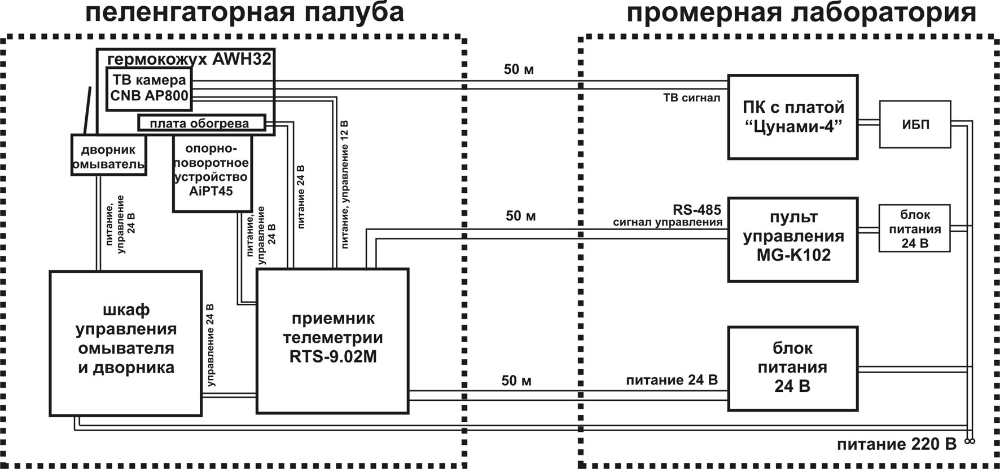 пеленгаторная палуба
промерная лаборатория
гермокожух AWH32
ТВ камера
CNB AP800
плата обогрева
дворник
омыватель
опорно-
поворотное
устройство
AiPT45
питание,
управление
24 В
питание,
управление
24 В
питание 24 В
питание, управление 12 В
50 м
ТВ сигнал
ПК с платой
“Цунами-4”
ИБП
50 м
RS-485
сигнал управления
пульт
управления
MG-K102
блок
питания
24 В
шкаф
управления
омывателя
и дворника
управление 24 В
приемник
телеметрии
RTS-9.02M
50 м
питание 24 В
блок
питания
24 В
питание 220 В